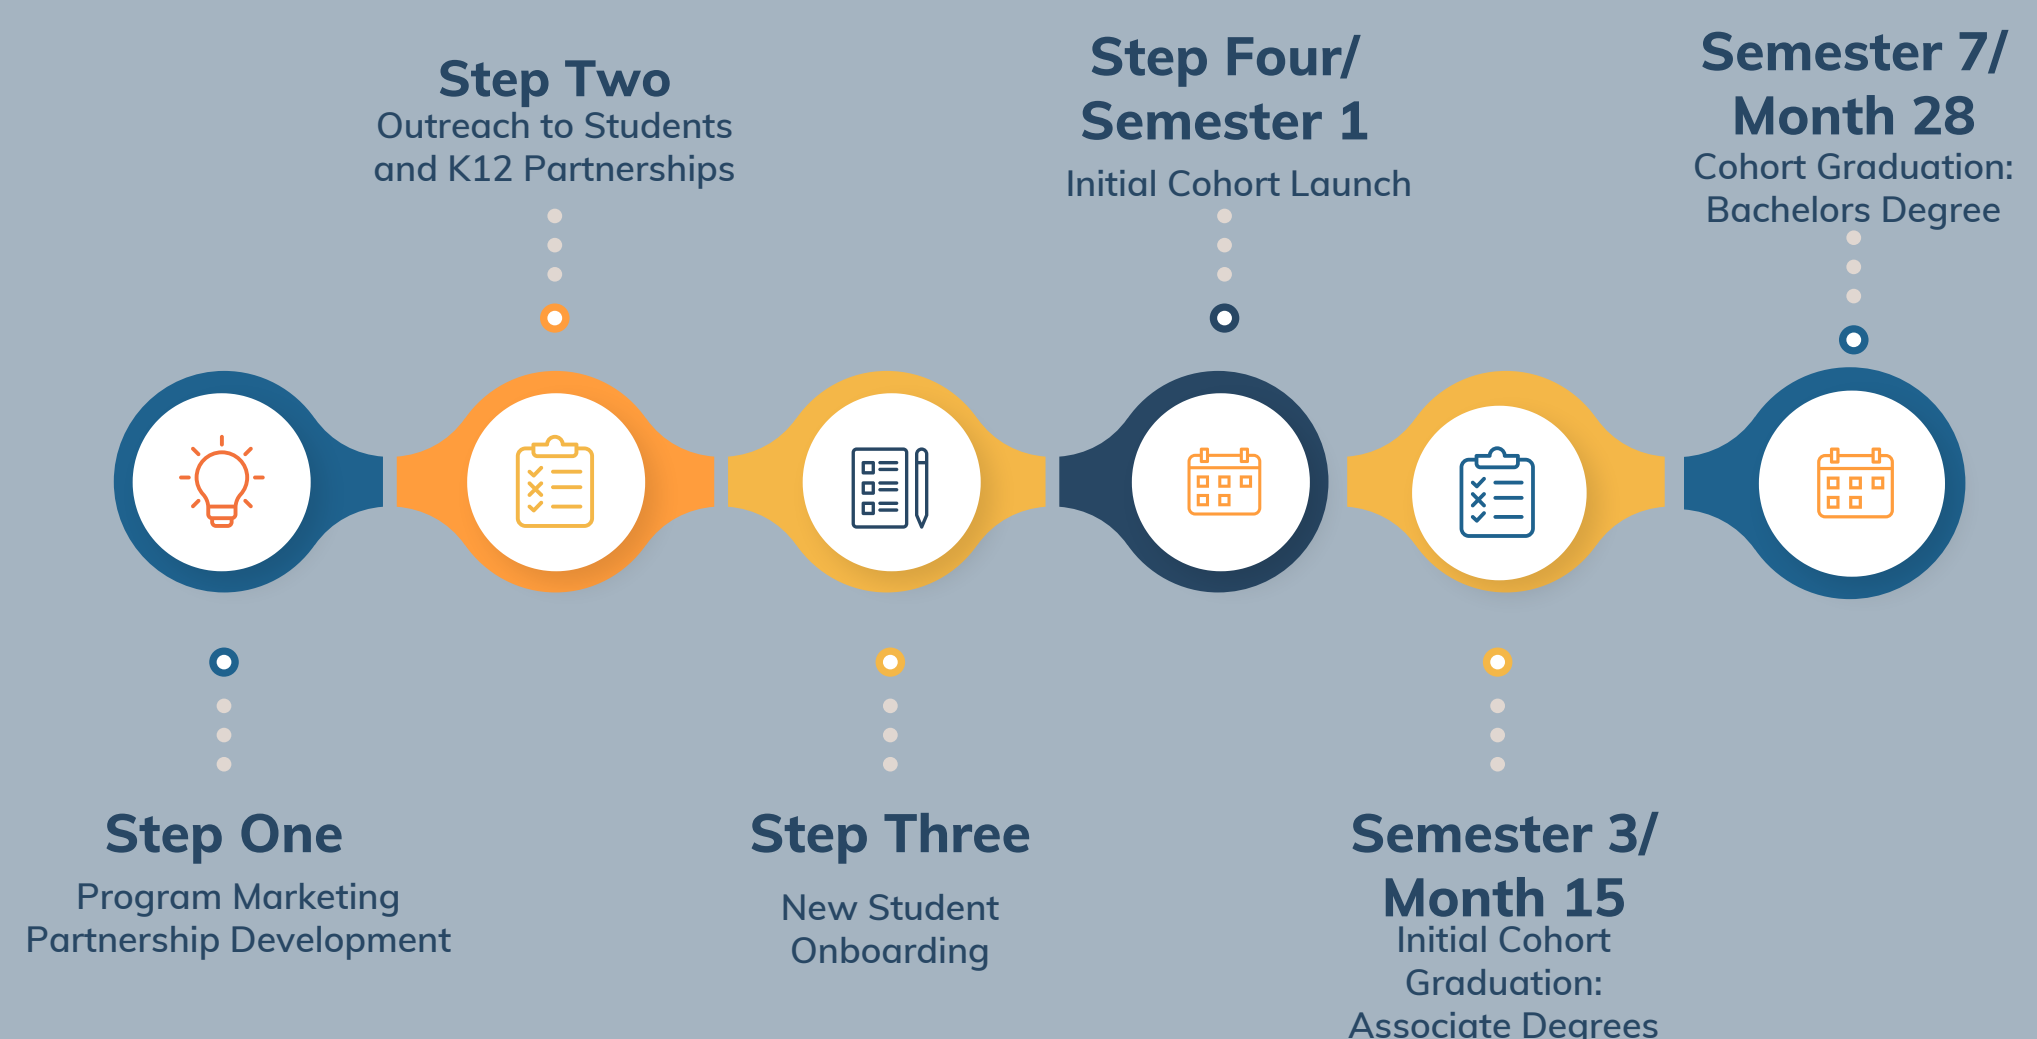 Step One
Program Marketing
Partnership Development
Step Two
Outreach to Students
and K12 Partnerships
Step Three
New Student
Onboarding
Step Four/
Semester 1
Initial Cohort Launch
Semester 3/
Month 15
Initial Cohort
Graduation:
Associate Degrees
Semester 7/
Month 28
Cohort Graduation:
Bachelors Degree